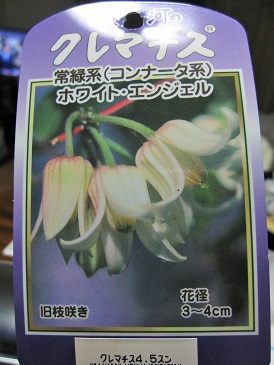 クレマチス®
常緑系(コンナータ系)
ホワイト・エンジェル
旧枝咲き
花径
3〜4cm
クレマチス4.5スン